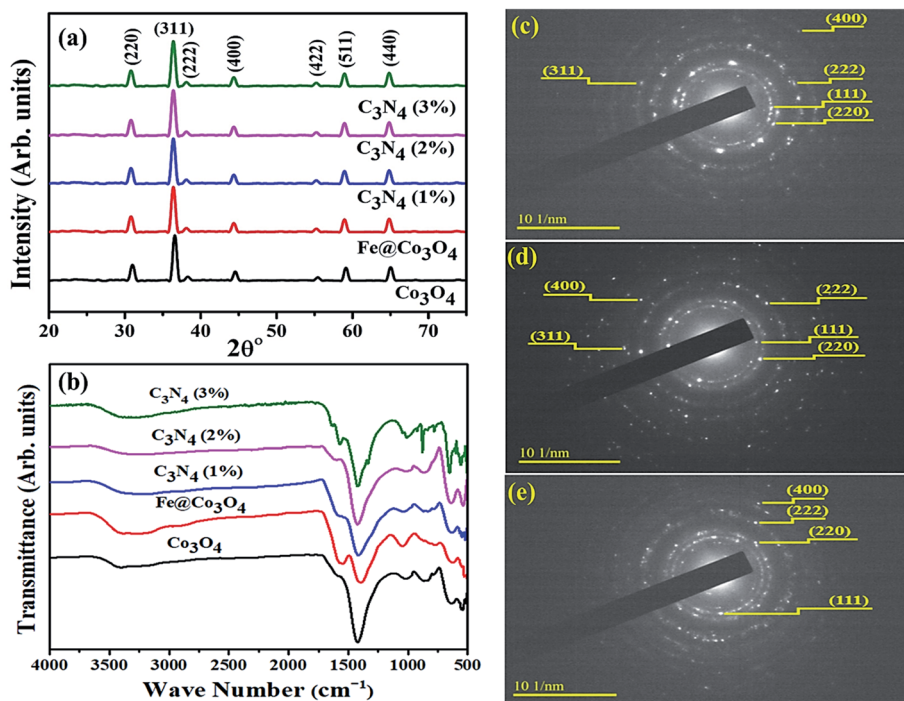 (a)
(220)
(311)
(222)
(400)
(422)
(511)
(440)
C₃N₄ (3%)
C₃N₄ (2%)
C₃N₄ (1%)
Fe@Co₃O₄
Co₃O₄
Intensity (Arb. units)
20 30 40 50 60 70
2θ°
(b)
C₃N₄ (3%)
C₃N₄ (2%)
C₃N₄ (1%)
Fe@Co₃O₄
Co₃O₄
Transmittance (Arb. units)
4000 3500 3000 2500 2000 1500 1000 500
Wave Number (cm⁻¹)
(c)
(400)
(311)
(222)
(111)
(220)
10 1/nm
(d)
(400)
(222)
(311)
(111)
(220)
10 1/nm
(e)
(400)
(222)
(220)
(111)
10 1/nm